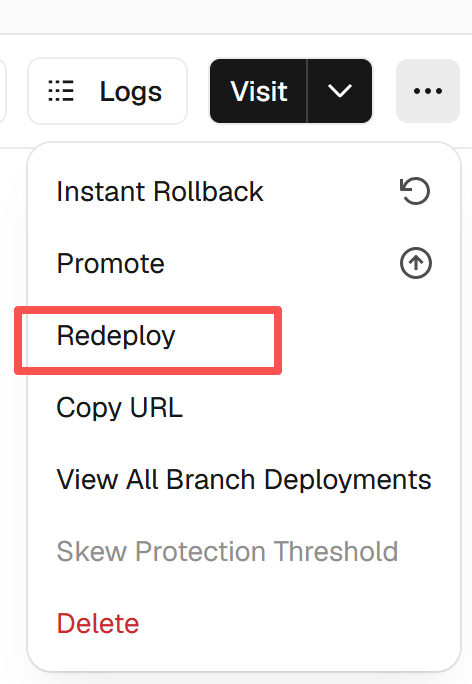 Logs
Visit
Instant Rollback
Promote
Redeploy
Copy URL
View All Branch Deployments
Skew Protection Threshold
Delete